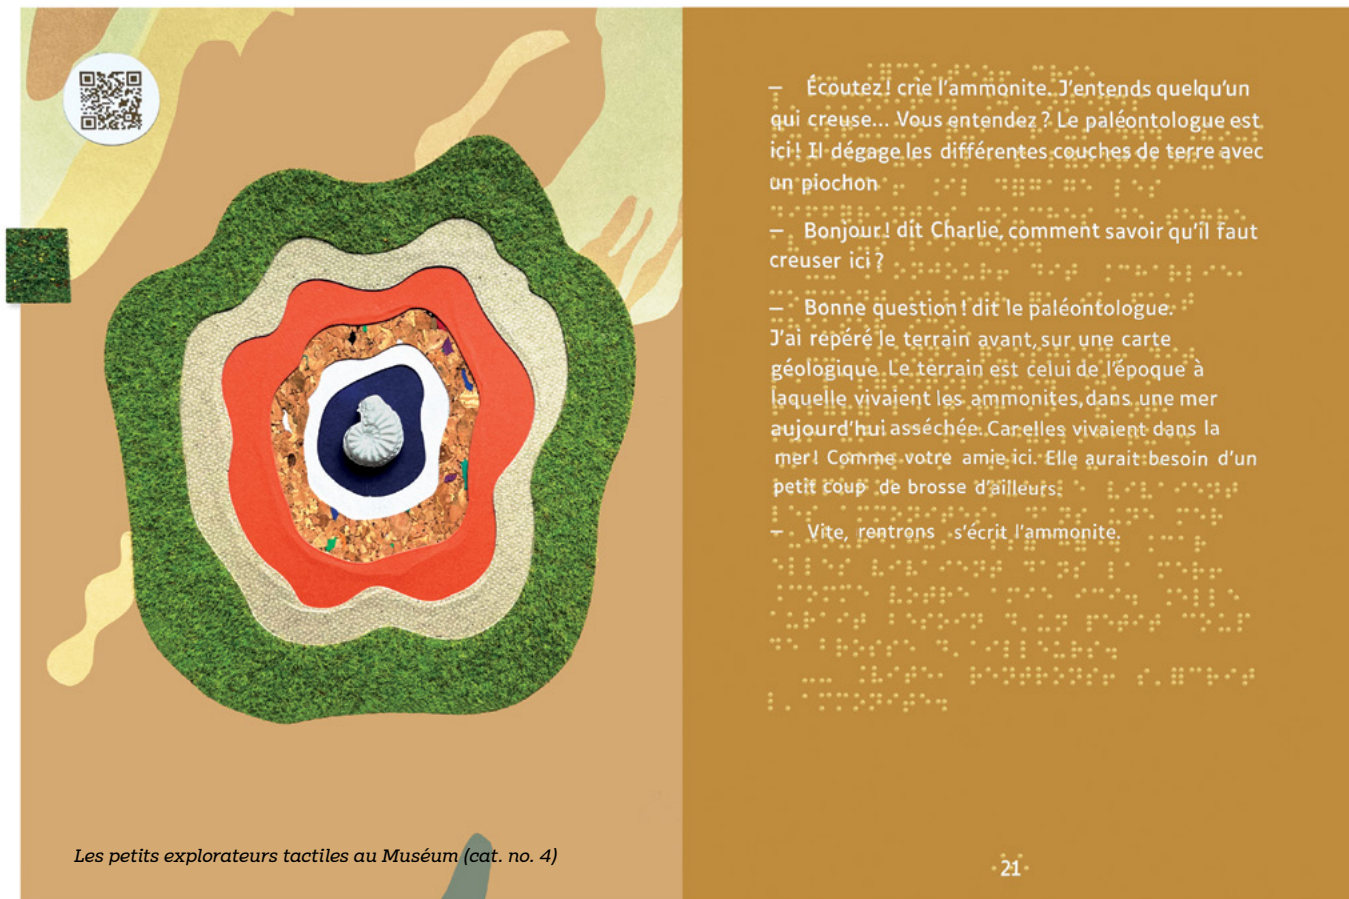 — Écoutez ! crie l'ammonite. J'entends quelqu'un
qui creuse... Vous entendez ? Le paléontologue est
ici ! Il dégage les différentes couches de terre avec
un piochon
— Bonjour ! dit Charlie, comment savoir qu'il faut
creuser ici ?
— Bonne question ! dit le paléontologue.
J'ai répéré le terrain avant, sur une carte
géologique. Le terrain est celui de l'époque à
laquelle vivaient les ammonites, dans une mer
aujourd'hui asséchée. Car elles vivaient dans la
mer ! Comme votre amie ici. Elle aurait besoin d'un
petit coup de brosse d'ailleurs.
— Vite, rentrons s'écrit l'ammonite.
Les petits explorateurs tactiles au Muséum (cat. no. 4)
21